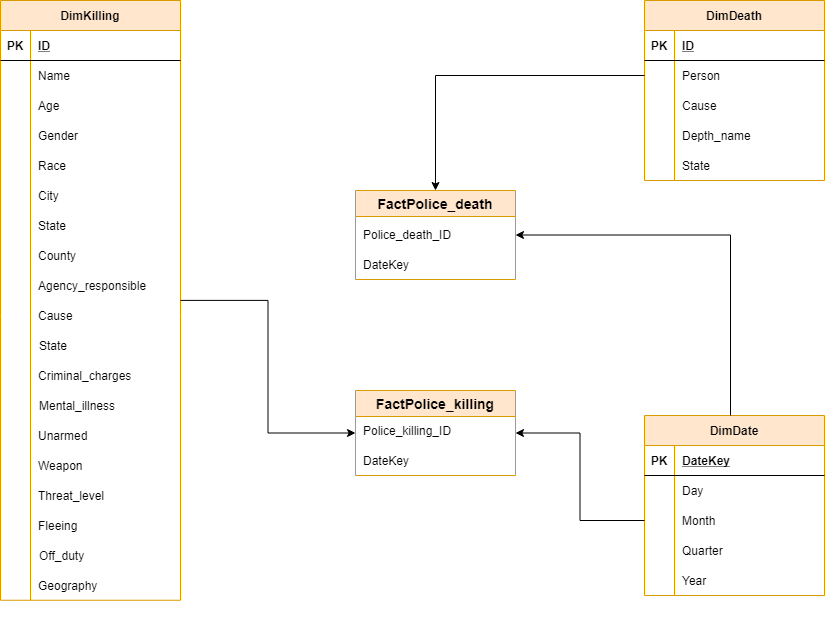 DimKilling
PK ID
Name
Age
Gender
Race
City
State
County
Agency_responsible
Cause
State
Criminal_charges
Mental_illness
Unarmed
Weapon
Threat_level
Fleeing
Off_duty
Geography
FactPolice_death
Police_death_ID
DateKey
FactPolice_killing
Police_killing_ID
DateKey
DimDeath
PK ID
Person
Cause
Depth_name
State
DimDate
PK DateKey
Day
Month
Quarter
Year